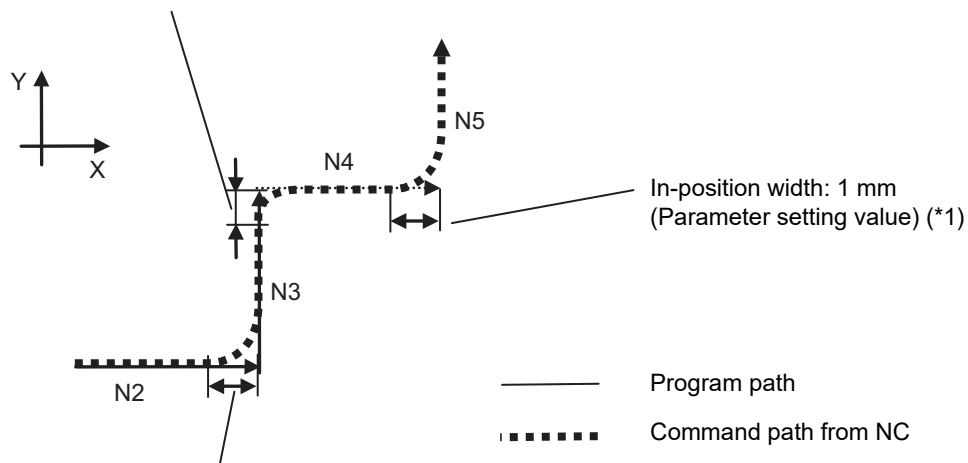 Y
X
N5
N4
In-position width: 1 mm
(Parameter setting value) (*1)
N3
N2
Program path
Command path from NC